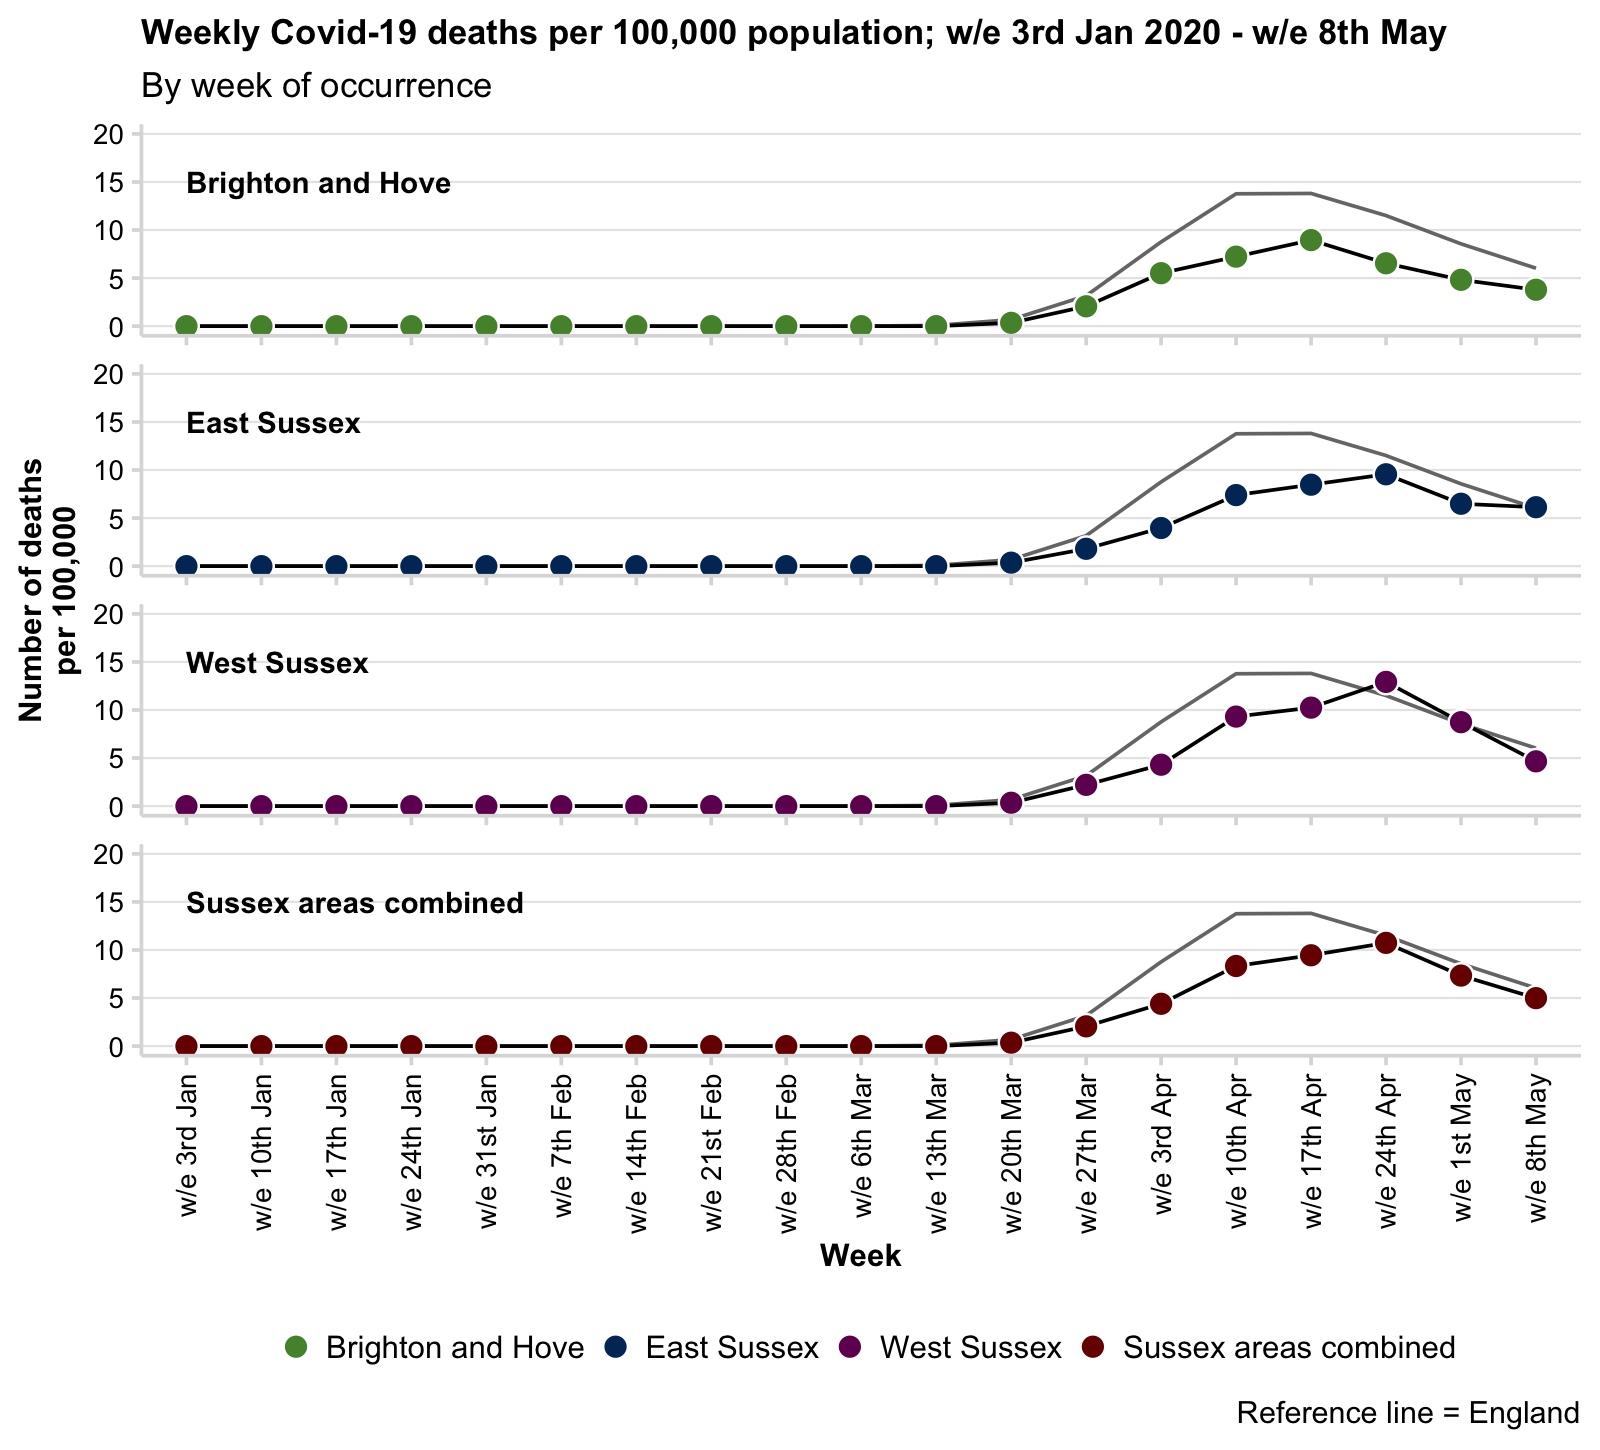 Weekly Covid-19 deaths per 100,000 population; w/e 3rd Jan 2020 - w/e 8th May
By week of occurrence
Number of deaths
per 100,000
20
15
10
5
0
Brighton and Hove
20
15
10
5
0
East Sussex
20
15
10
5
0
West Sussex
20
15
10
5
0
Sussex areas combined
w/e 3rd Jan
w/e 10th Jan
w/e 17th Jan
w/e 24th Jan
w/e 31st Jan
w/e 7th Feb
w/e 14th Feb
w/e 21st Feb
w/e 28th Feb
w/e 6th Mar
w/e 13th Mar
w/e 20th Mar
w/e 27th Mar
w/e 3rd Apr
w/e 10th Apr
w/e 17th Apr
w/e 24th Apr
w/e 1st May
w/e 8th May
Week
Brighton and Hove East Sussex West Sussex Sussex areas combined
Reference line = England